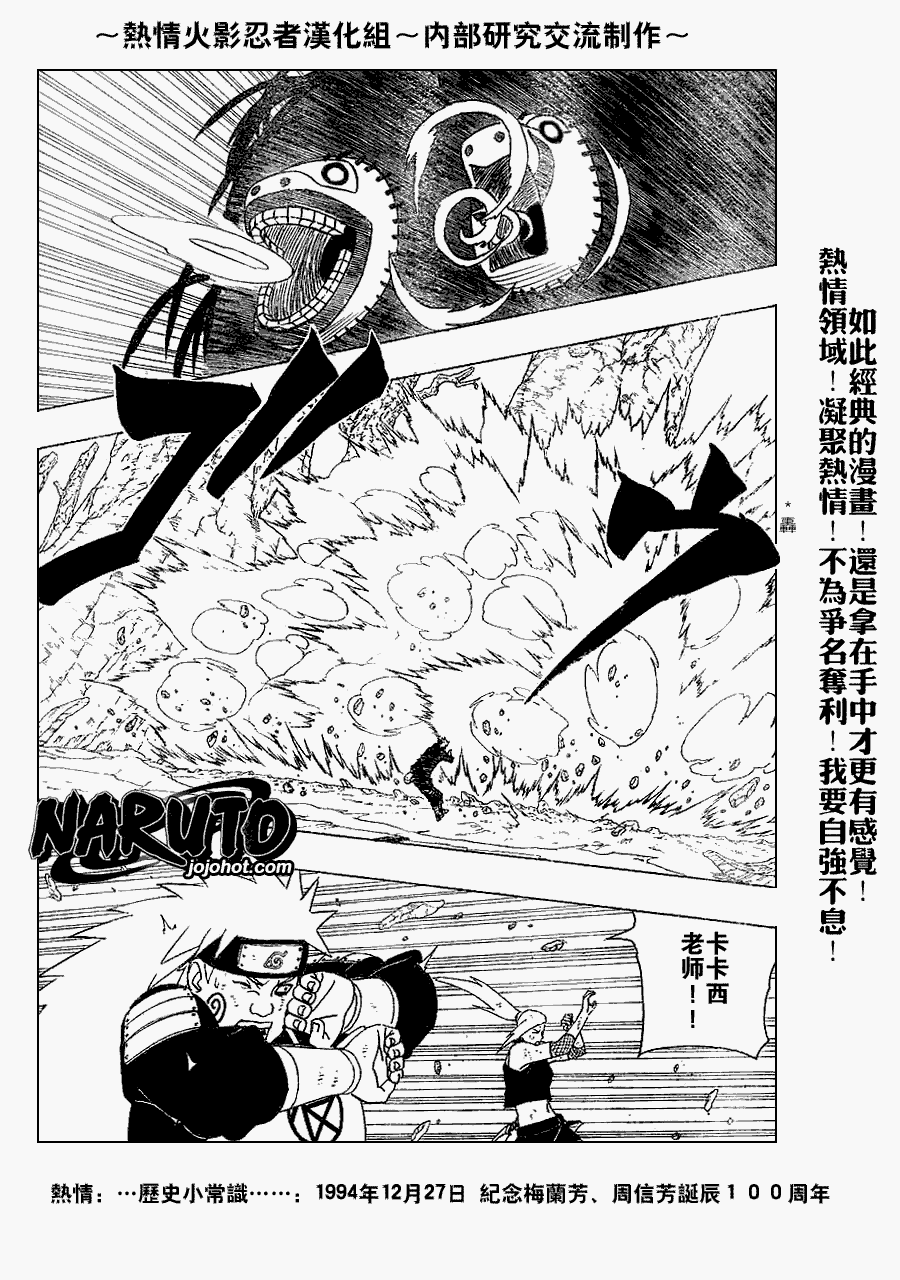 ～熱情火影忍者漢化組～内部研究交流制作～
如此經典的漫畫！還是拿在手中才更有感覺！
熱情領域！凝聚熱情！不為爭名奪利！我要自強不息！
ブワッ
*轟
NARUTO
jojohot.com
卡卡西
老师！！
熱情：…歷史小常識……：1994年12月27日 紀念梅蘭芳、周信芳誕辰１００周年